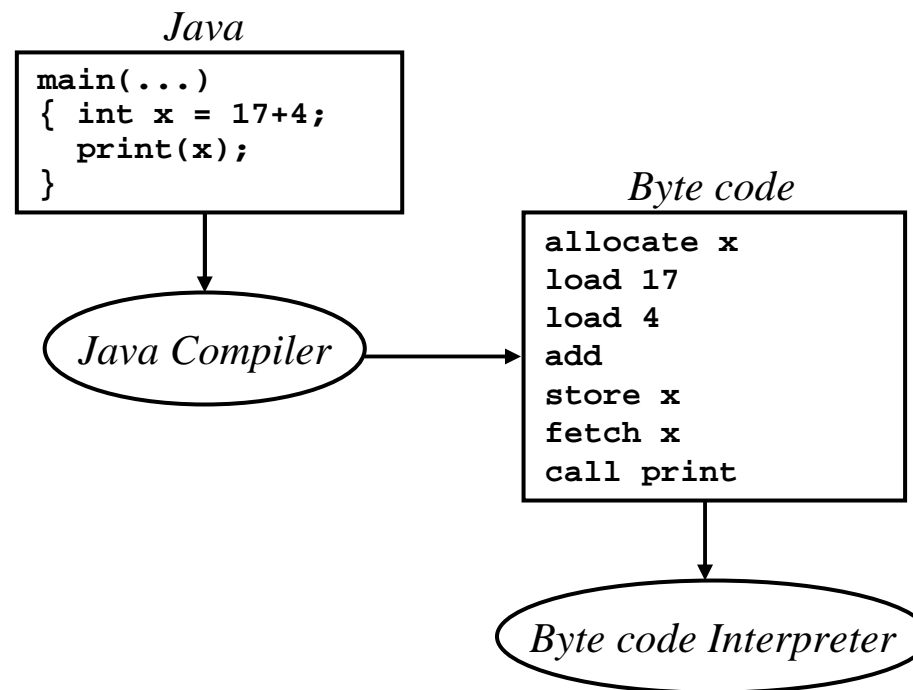 Java
main(...)
{ int x = 17+4;
  print(x);
}
Java Compiler
Byte code
allocate x
load 17
load 4
add
store x
fetch x
call print
Byte code Interpreter